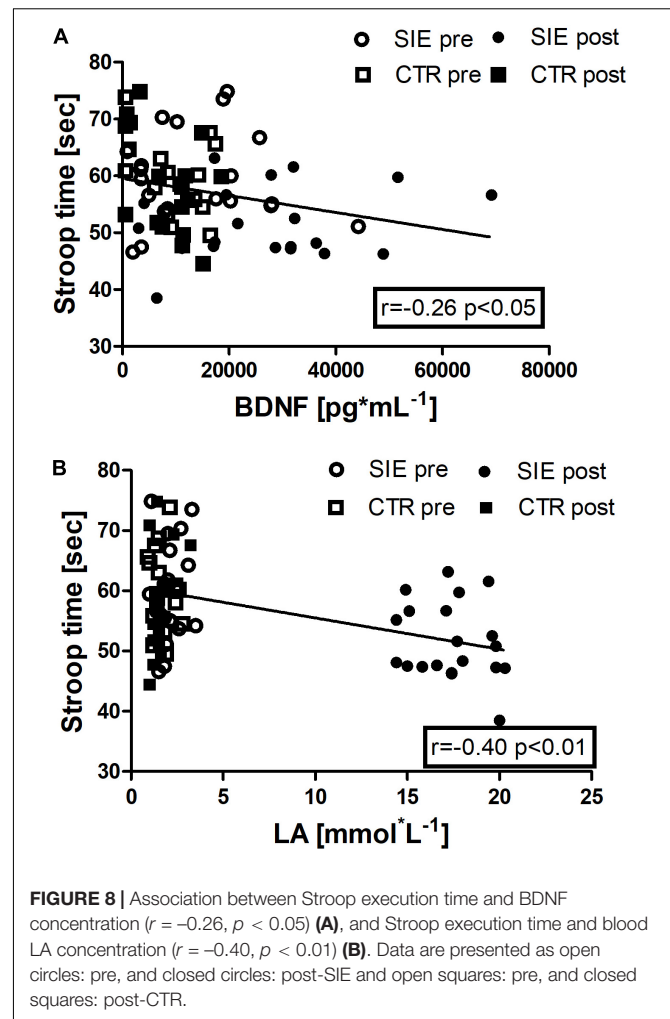 A
SIE pre SIE post
CTR pre CTR post
80
70
60
50
40
30
Stroop time [sec]
r=-0.26 p<0.05
0 20000 40000 60000 80000
BDNF [pg*mL-1]
B
SIE pre SIE post
CTR pre CTR post
80
70
60
50
40
30
Stroop time [sec]
r=-0.40 p<0.01
0 5 10 15 20 25
LA [mmol*L-1]
FIGURE 8 | Association between Stroop execution time and BDNF
concentration (r = –0.26, p < 0.05) (A), and Stroop execution time and blood
LA concentration (r = –0.40, p < 0.01) (B). Data are presented as open
circles: pre, and closed circles: post-SIE and open squares: pre, and closed
squares: post-CTR.